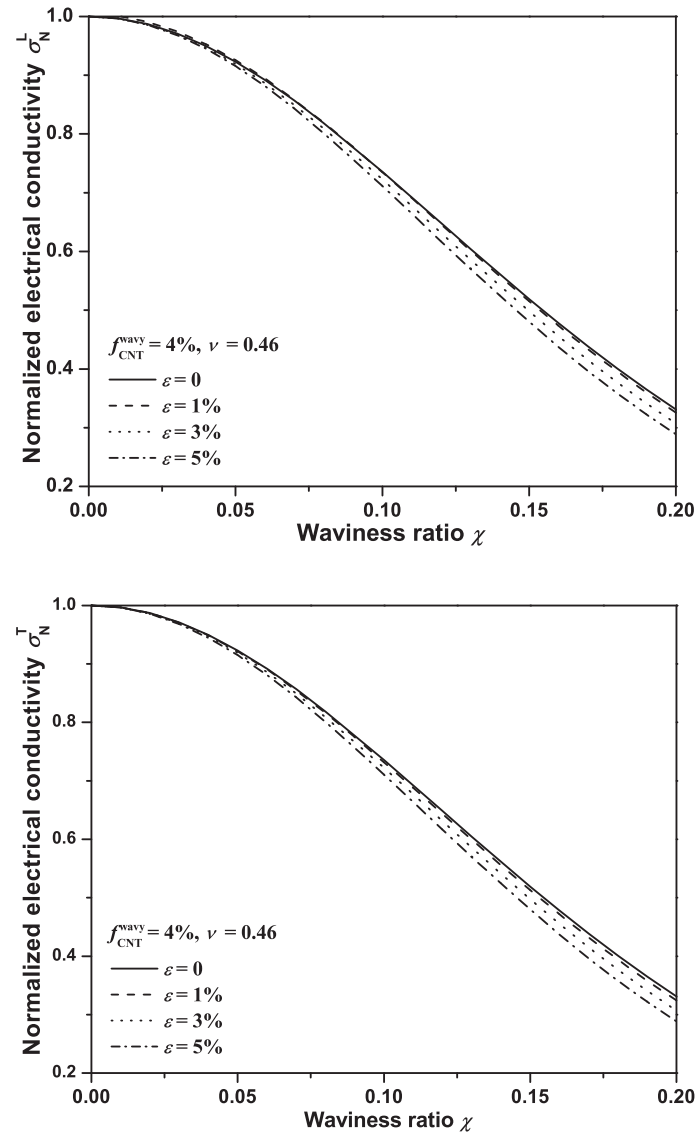 Normalized electrical conductivity σ_N^L
1.0
0.8
0.6
0.4
0.2
f_CNT^wavy = 4%, ν = 0.46
ε = 0
ε = 1%
ε = 3%
ε = 5%
0.00 0.05 0.10 0.15 0.20
Waviness ratio χ
Normalized electrical conductivity σ_N^T
1.0
0.8
0.6
0.4
0.2
f_CNT^wavy = 4%, ν = 0.46
ε = 0
ε = 1%
ε = 3%
ε = 5%
0.00 0.05 0.10 0.15 0.20
Waviness ratio χ